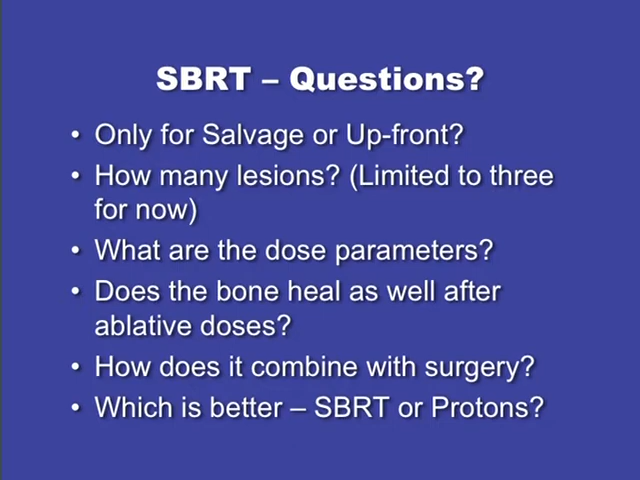 SBRT – Questions?
• Only for Salvage or Up-front?
• How many lesions? (Limited to three
for now)
• What are the dose parameters?
• Does the bone heal as well after
ablative doses?
• How does it combine with surgery?
• Which is better – SBRT or Protons?